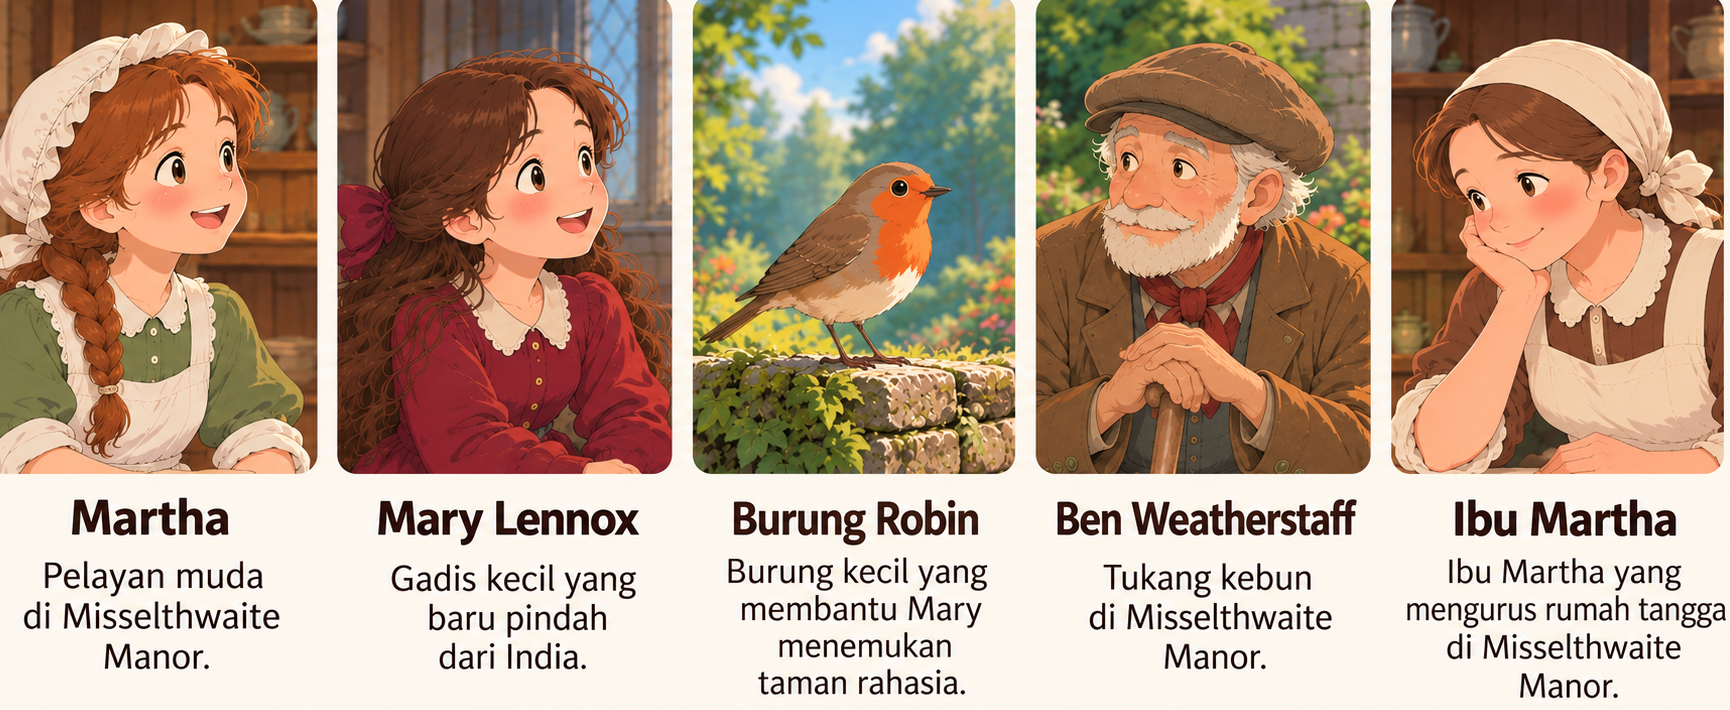 Martha
Pelayan muda
di Misselthwaite
Manor.
Mary Lennox
Gadis kecil yang
baru pindah
dari India.
Burung Robin
Burung kecil yang
membantu Mary
menemukan
taman rahasia.
Ben Weatherstaff
Tukang kebun
di Misselthwaite
Manor.
Ibu Martha
Ibu Martha yang
mengurus rumah tangga
di Misselthwaite
Manor.